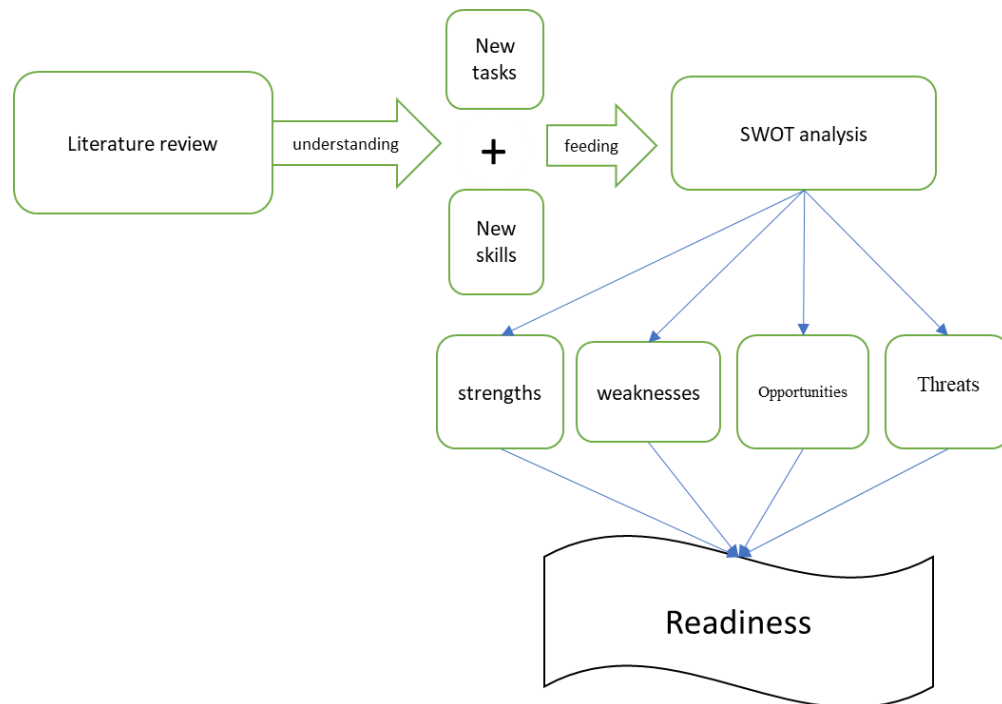 New
tasks
Literature review
understanding
+
feeding
SWOT analysis
New
skills
strengths
weaknesses
Opportunities
Threats
Readiness